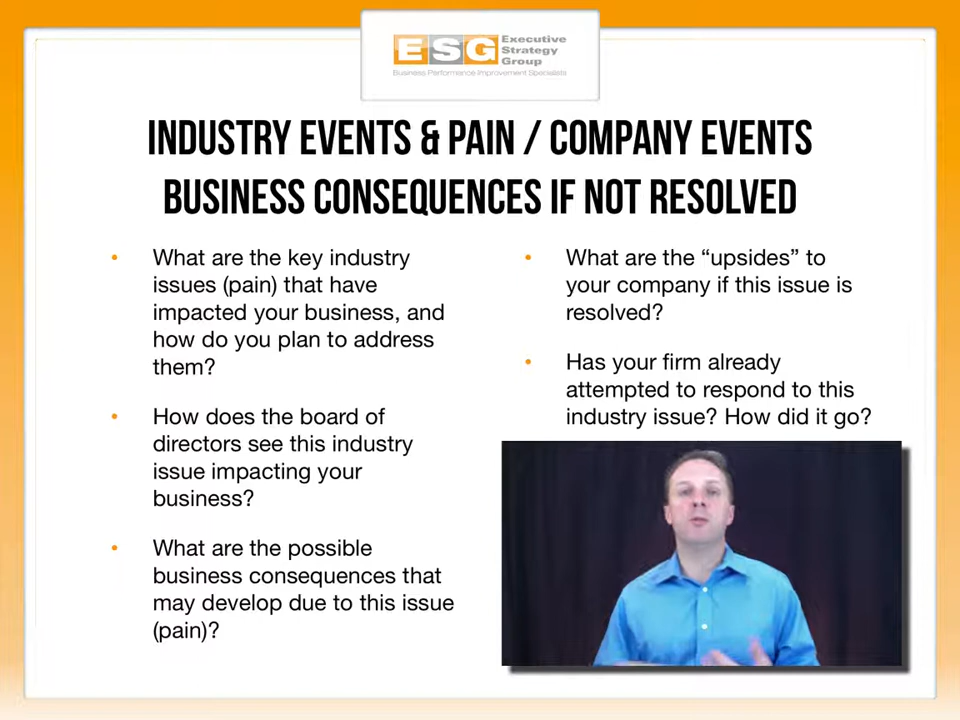 ESG Executive
Strategy
Group
Business Performance Improvement Specialists
INDUSTRY EVENTS & PAIN / COMPANY EVENTS
BUSINESS CONSEQUENCES IF NOT RESOLVED
• What are the key industry
issues (pain) that have
impacted your business, and
how do you plan to address
them?
• How does the board of
directors see this industry
issue impacting your
business?
• What are the possible
business consequences that
may develop due to this issue
(pain)?
• What are the “upsides” to
your company if this issue is
resolved?
• Has your firm already
attempted to respond to this
industry issue? How did it go?